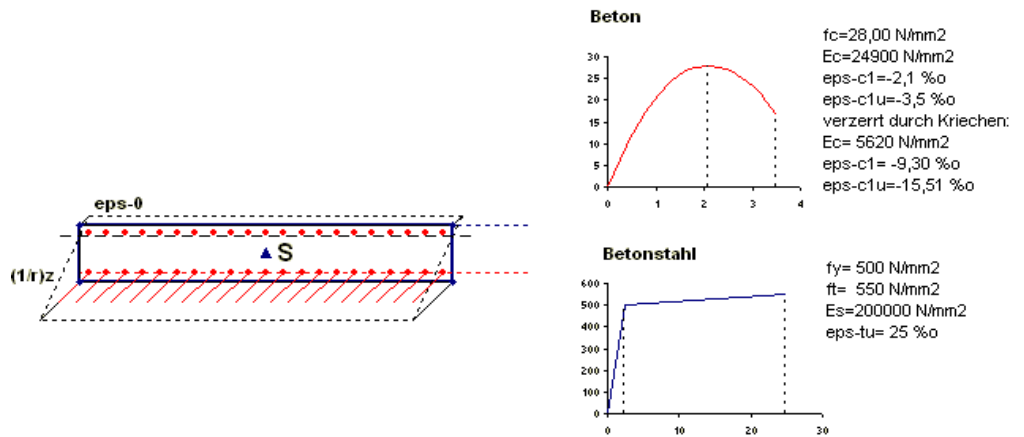 Beton
fc=28,00 N/mm2
Ec=24900 N/mm2
eps-c1=-2,1 %o
eps-c1u=-3,5 %o
verzerrt durch Kriechen:
Ec= 5620 N/mm2
eps-c1= -9,30 %o
eps-c1u=-15,51 %o
30
25
20
15
10
5
0
0 1 2 3 4
eps-0
S
(1/r)z
Betonstahl
fy= 500 N/mm2
ft= 550 N/mm2
Es=200000 N/mm2
eps-tu= 25 %o
600
500
400
300
200
100
0
0 10 20 30